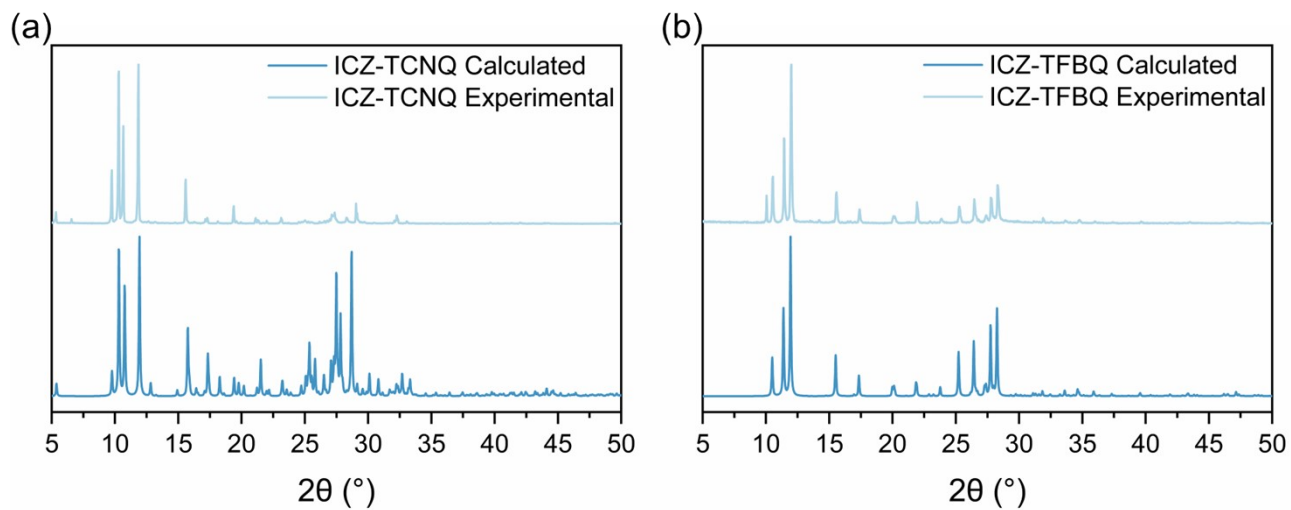 (a)
ICZ-TCNQ Calculated
ICZ-TCNQ Experimental
5 10 15 20 25 30 35 40 45 50
2θ (°)
(b)
ICZ-TFBQ Calculated
ICZ-TFBQ Experimental
5 10 15 20 25 30 35 40 45 50
2θ (°)